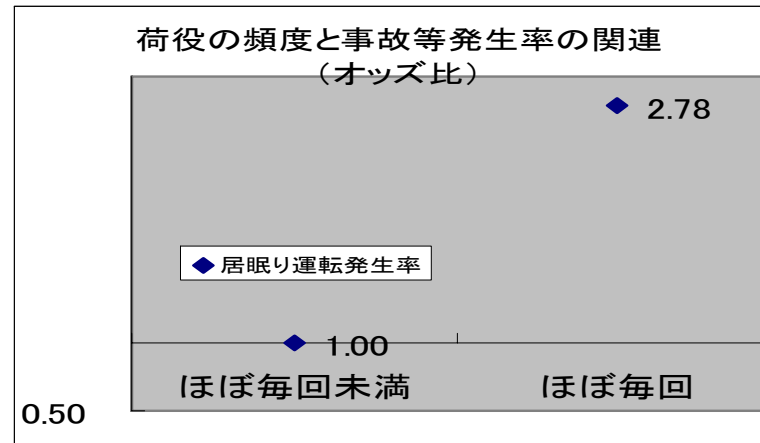 荷役の頻度と事故等発生率の関連
（オッズ比）
2.78
居眠り運転発生率
1.00
ほぼ毎回未満 ほぼ毎回
0.50